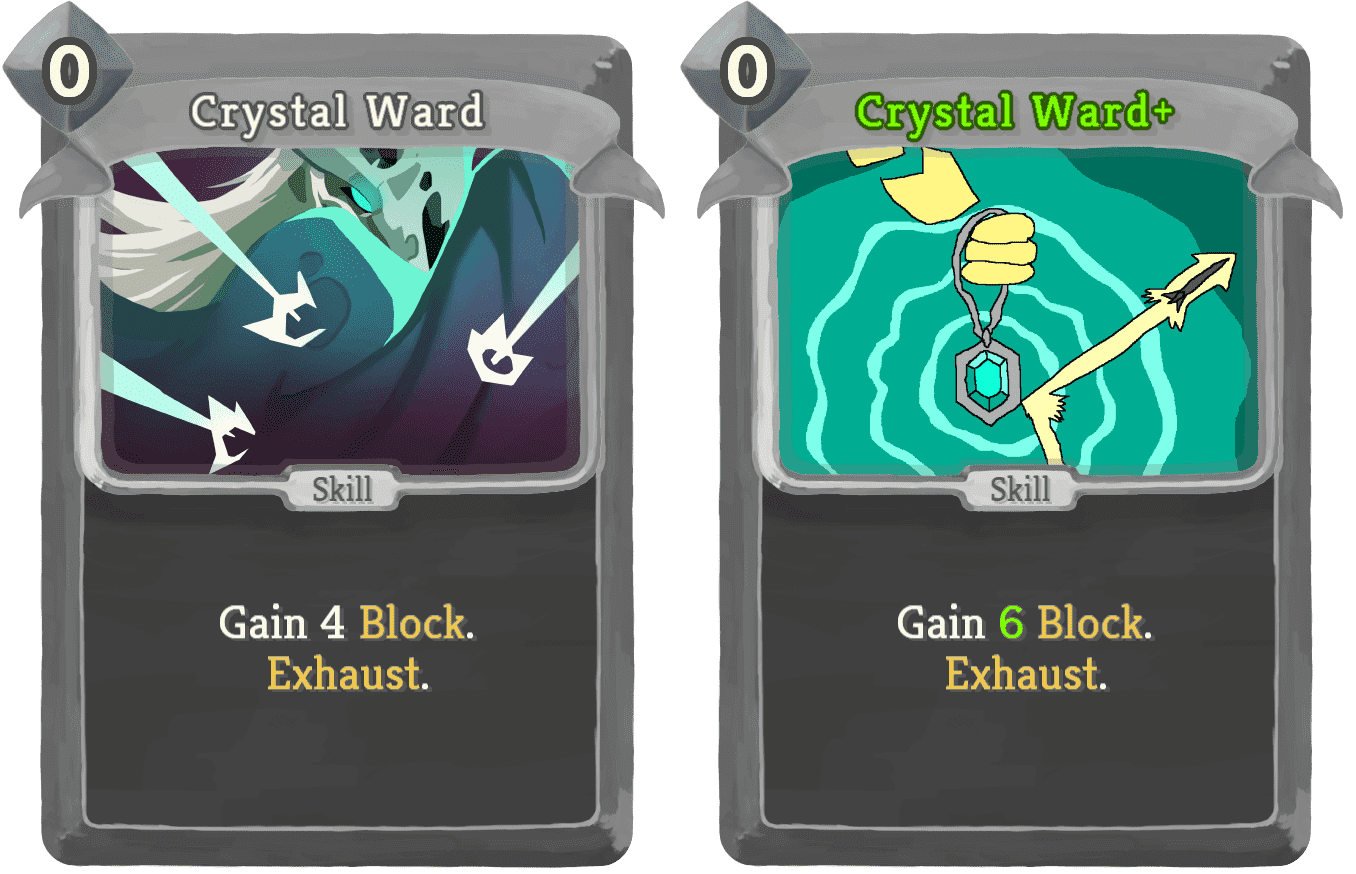 0
Crystal Ward
Skill
Gain 4 Block.
Exhaust.
0
Crystal Ward+
Skill
Gain 6 Block.
Exhaust.